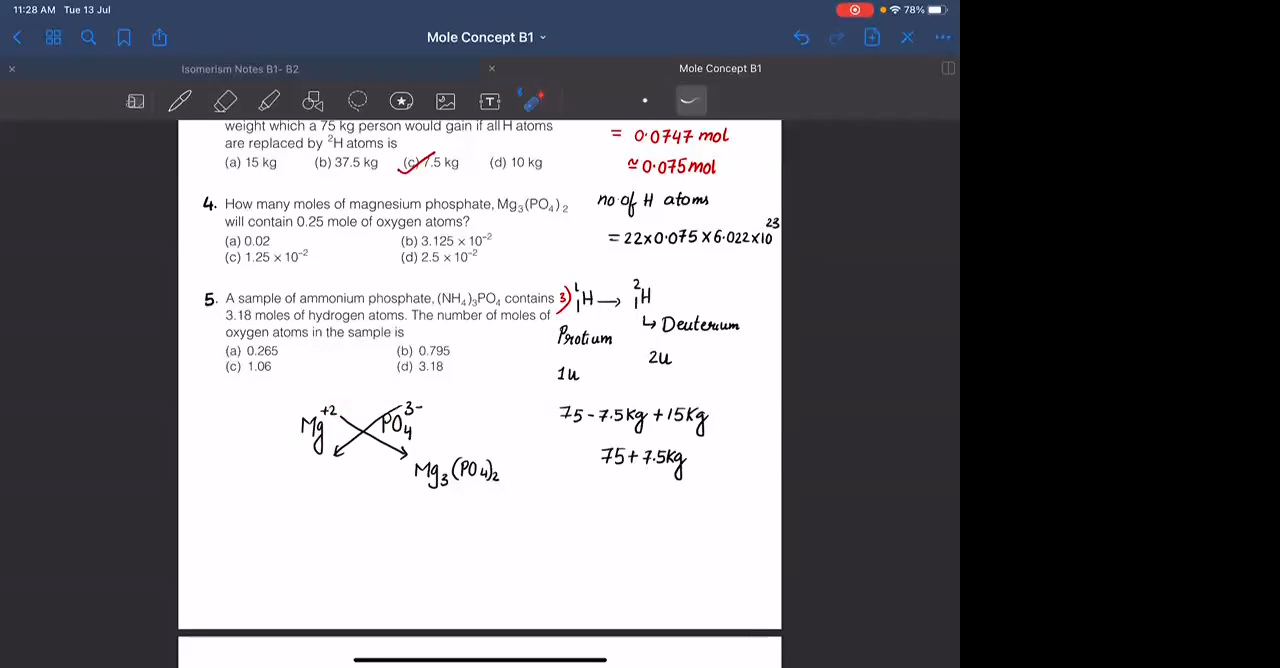 11:28 AM Tue 13 Jul
78%
Mole Concept B1
Isomerism Notes B1- B2
Mole Concept B1
weight which a 75 kg person would gain if all H atoms
are replaced by ²H atoms is
(a) 15 kg (b) 37.5 kg (c) 7.5 kg (d) 10 kg
4. How many moles of magnesium phosphate, Mg₃(PO₄)₂
will contain 0.25 mole of oxygen atoms?
(a) 0.02 (b) 3.125 × 10⁻²
(c) 1.25 × 10⁻² (d) 2.5 × 10⁻²
5. A sample of ammonium phosphate, (NH₄)₃PO₄ contains
3.18 moles of hydrogen atoms. The number of moles of
oxygen atoms in the sample is
(a) 0.265 (b) 0.795
(c) 1.06 (d) 3.18
Mg⁺² PO₄³⁻
Mg₃(PO₄)₂
= 0.0747 mol
≃ 0.075 mol
no. of H atoms
= 22 × 0.075 × 6.022 × 10²³
3) ¹₁H → ²₁H
↳ Deuterium
Protium
2u
1u
75 - 7.5 kg + 15 kg
75 + 7.5 kg